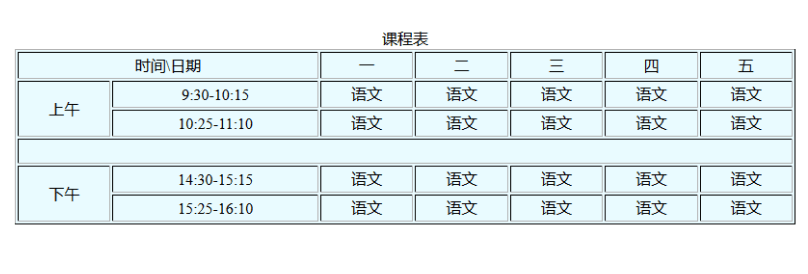 课程表
时间\日期 一 二 三 四 五
上午 9:30-10:15 语文 语文 语文 语文 语文
10:25-11:10 语文 语文 语文 语文 语文
下午 14:30-15:15 语文 语文 语文 语文 语文
15:25-16:10 语文 语文 语文 语文 语文